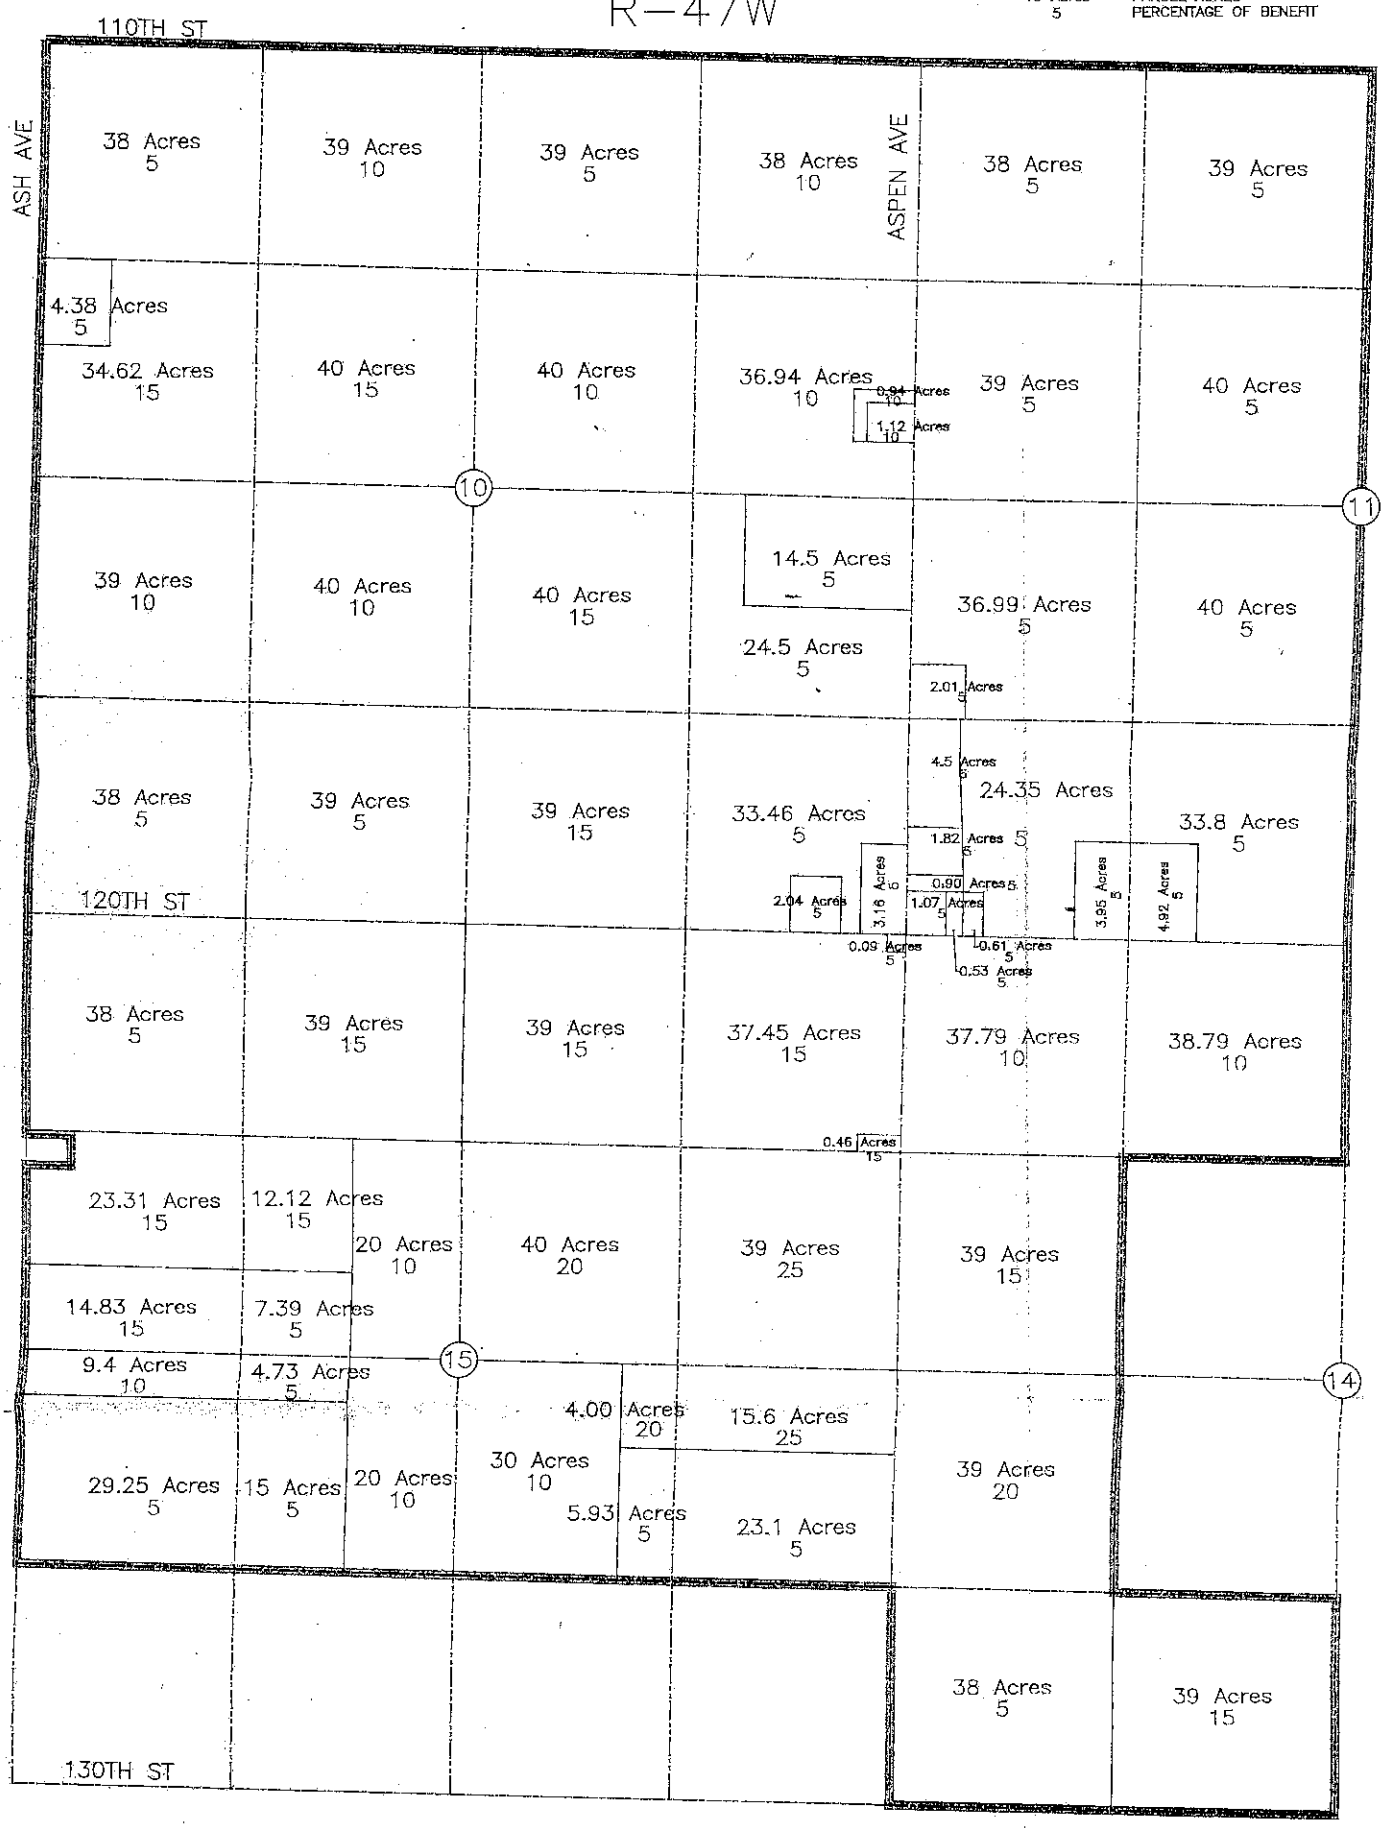 R-47W
5 PERCENTAGE OF BENEFIT
110TH ST
ASH AVE
ASPEN AVE
38 Acres
5
39 Acres
10
39 Acres
5
38 Acres
10
38 Acres
5
39 Acres
5
4.38 Acres
5
34.62 Acres
15
40 Acres
15
40 Acres
10
36.94 Acres
10
0.94 Acres
10
1.12 Acres
10
39 Acres
5
40 Acres
5
10
11
39 Acres
10
40 Acres
10
40 Acres
15
14.5 Acres
5
24.5 Acres
5
36.99 Acres
5
2.01 Acres
5
40 Acres
5
38 Acres
5
39 Acres
5
39 Acres
15
33.46 Acres
5
2.04 Acres
5
3.16 Acres
5
4.5 Acres
5
24.35 Acres
5
1.82 Acres
5
0.90 Acres
5
1.07 Acres
5
3.95 Acres
5
4.92 Acres
5
33.8 Acres
5
120TH ST
0.09 Acres
5
0.61 Acres
5
0.53 Acres
5
38 Acres
5
39 Acres
15
39 Acres
15
37.45 Acres
15
37.79 Acres
10
38.79 Acres
10
0.46 Acres
15
23.31 Acres
15
12.12 Acres
15
20 Acres
10
40 Acres
20
39 Acres
25
39 Acres
15
14.83 Acres
15
7.39 Acres
5
15
14
9.4 Acres
10
4.73 Acres
5
4.00 Acres
20
15.6 Acres
25
29.25 Acres
5
15 Acres
5
20 Acres
10
30 Acres
10
5.93 Acres
5
23.1 Acres
5
39 Acres
20
38 Acres
5
39 Acres
15
130TH ST